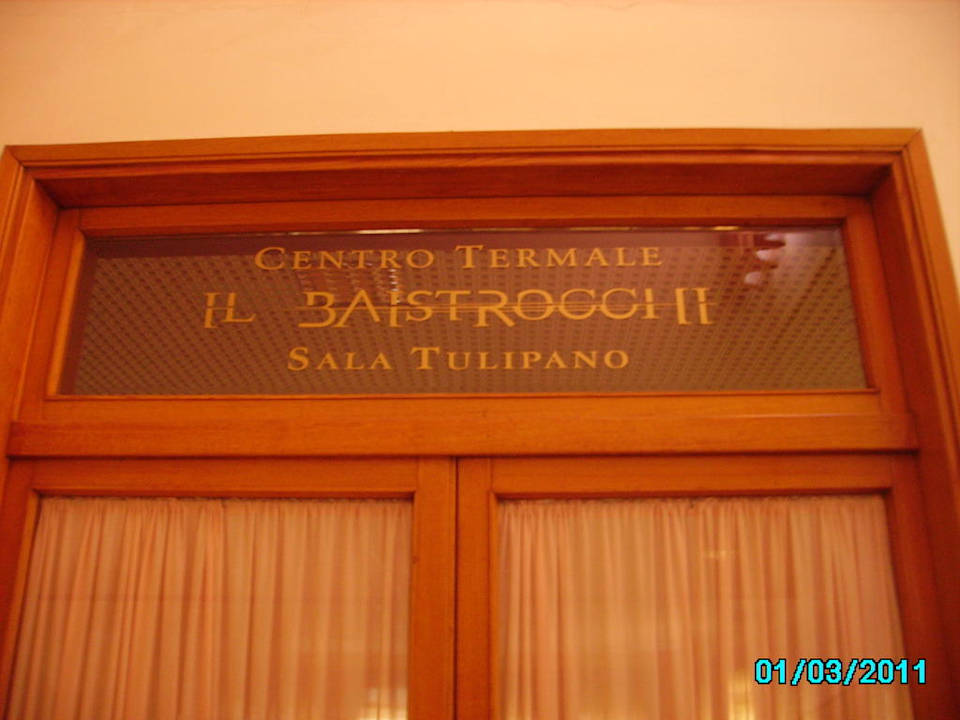 CENTRO TERMALE
IL BAISTROCCHI
SALA TULIPANO
01/03/2011